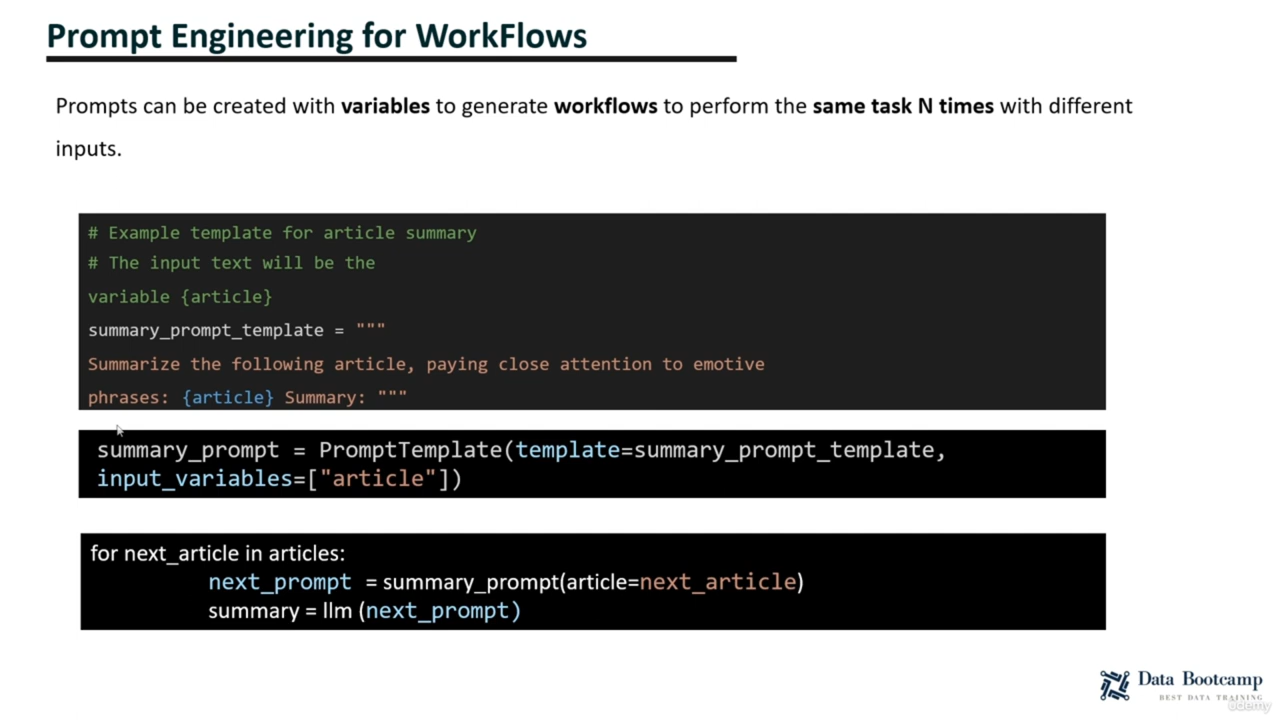 Prompt Engineering for WorkFlows
Prompts can be created with variables to generate workflows to perform the same task N times with different
inputs.
# Example template for article summary
# The input text will be the
variable {article}
summary_prompt_template = """
Summarize the following article, paying close attention to emotive
phrases: {article} Summary: """
summary_prompt = PromptTemplate(template=summary_prompt_template,
input_variables=["article"])
for next_article in articles:
next_prompt = summary_prompt(article=next_article)
summary = llm (next_prompt)
Data Bootcamp
BEST DATA TRAINING
udemy